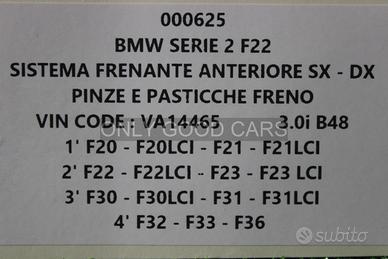 000625
BMW SERIE 2 F22
SISTEMA FRENANTE ANTERIORE SX - DX
PINZE E PASTICCHE FRENO
VIN CODE : VA14465 3.0i B48
ONLY GOOD CARS
1' F20 - F20LCI - F21 - F21LCI
2' F22 - F22LCI - F23 - F23 LCI
3' F30 - F30LCI - F31 - F31LCI
4' F32 - F33 - F36
subito